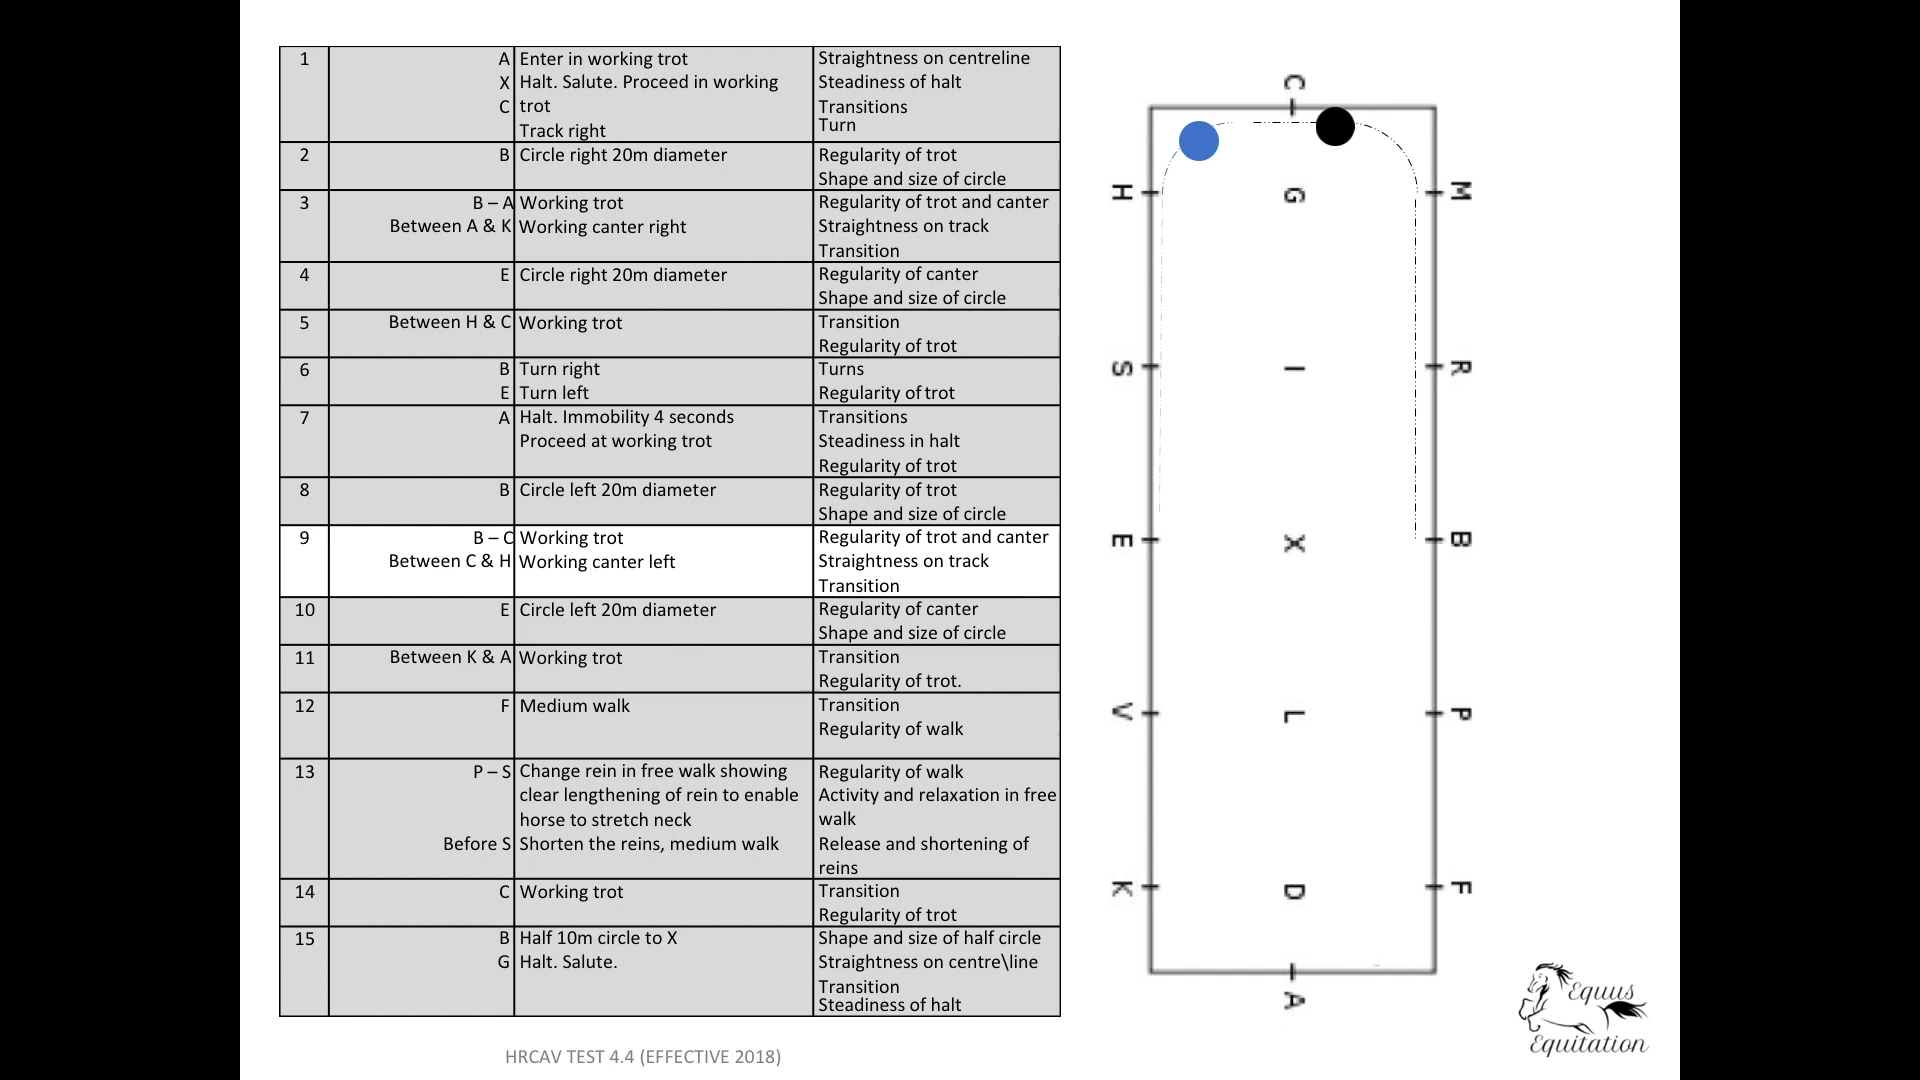 1 A Enter in working trot Straightness on centreline
X Halt. Salute. Proceed in working Steadiness of halt
C trot Transitions
Track right Turn
2 B Circle right 20m diameter Regularity of trot
Shape and size of circle
3 B – A Working trot Regularity of trot and canter
Between A & K Working canter right Straightness on track
Transition
4 E Circle right 20m diameter Regularity of canter
Shape and size of circle
5 Between H & C Working trot Transition
Regularity of trot
6 B Turn right Turns
E Turn left Regularity of trot
7 A Halt. Immobility 4 seconds Transitions
Proceed at working trot Steadiness in halt
Regularity of trot
8 B Circle left 20m diameter Regularity of trot
Shape and size of circle
9 B – C Working trot Regularity of trot and canter
Between C & H Working canter left Straightness on track
Transition
10 E Circle left 20m diameter Regularity of canter
Shape and size of circle
11 Between K & A Working trot Transition
Regularity of trot.
12 F Medium walk Transition
Regularity of walk
13 P – S Change rein in free walk showing Regularity of walk
clear lengthening of rein to enable Activity and relaxation in free
horse to stretch neck walk
Before S Shorten the reins, medium walk Release and shortening of
reins
14 C Working trot Transition
Regularity of trot
15 B Half 10m circle to X Shape and size of half circle
G Halt. Salute. Straightness on centre\line
Transition
Steadiness of halt
C
H G M
S I R
E X B
V L P
K D F
A
Equus
Equitation
HRCAV TEST 4.4 (EFFECTIVE 2018)